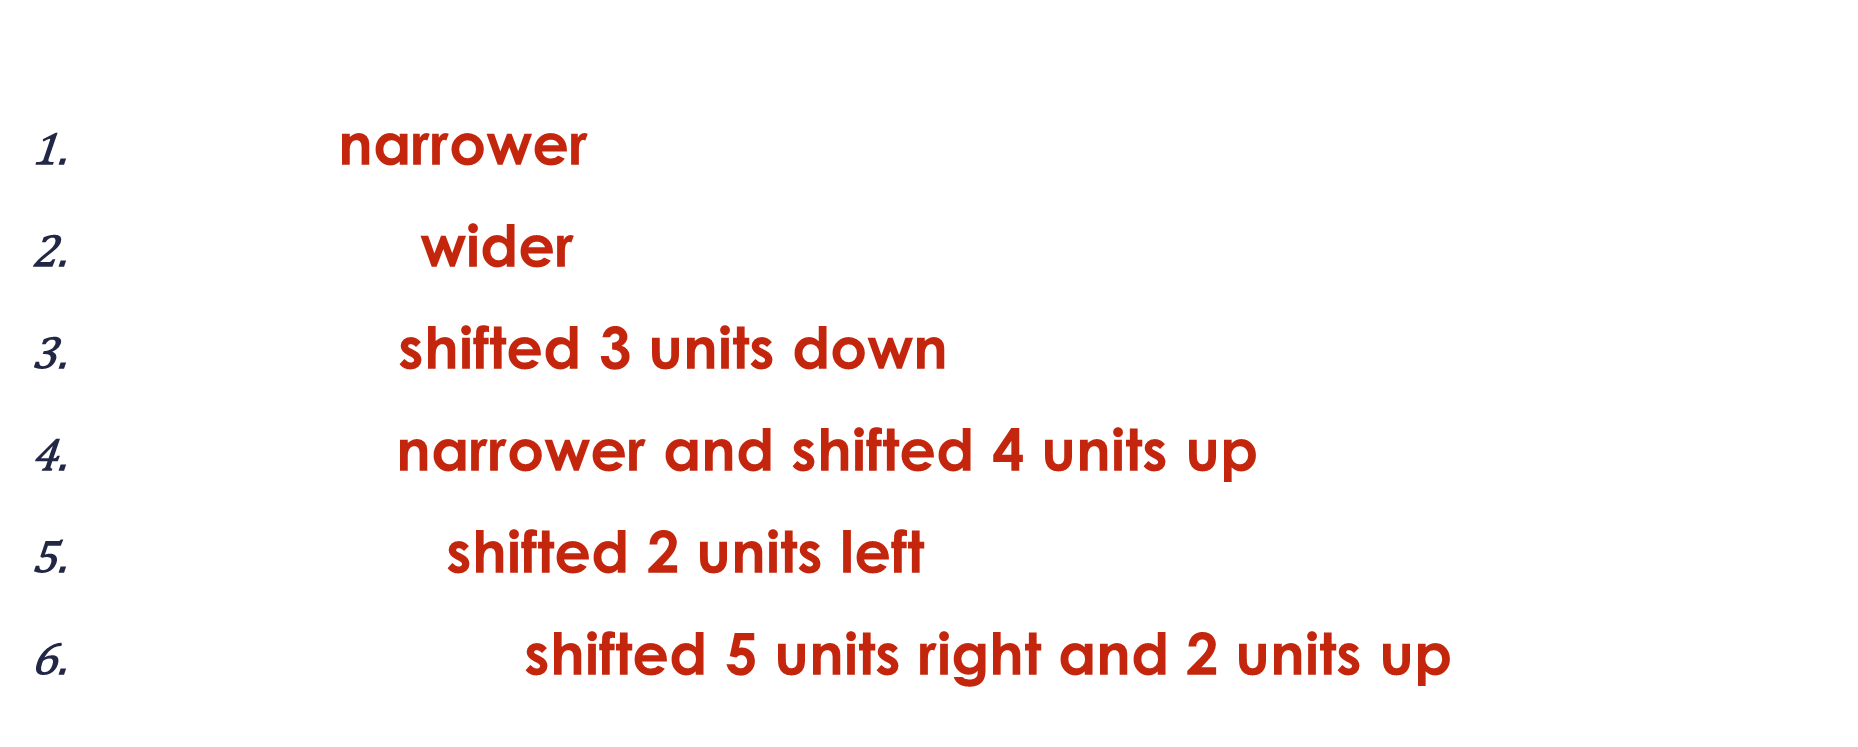 1. narrower
2. wider
3. shifted 3 units down
4. narrower and shifted 4 units up
5. shifted 2 units left
6. shifted 5 units right and 2 units up